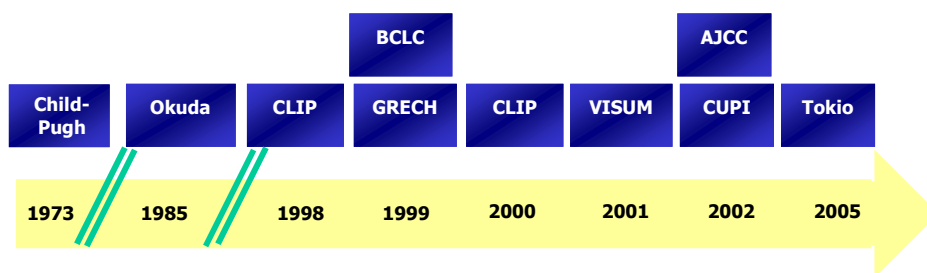 BCLC AJCC
Child-
Pugh Okuda CLIP GRECH CLIP VISUM CUPI Tokio
1973 1985 1998 1999 2000 2001 2002 2005